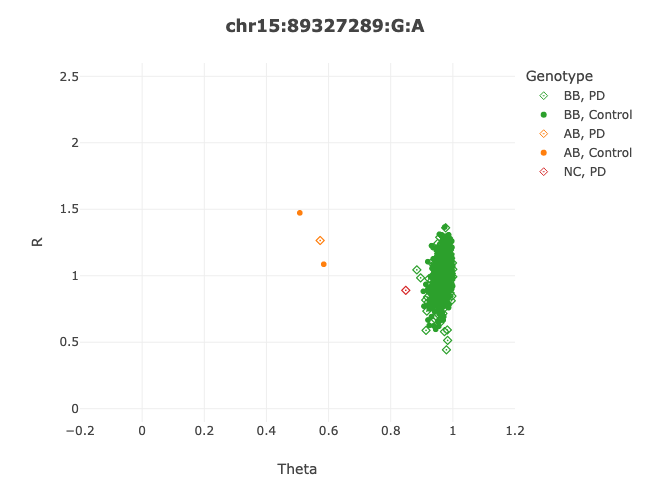 chr15:89327289:G:A
Genotype
BB, PD
BB, Control
AB, PD
AB, Control
NC, PD
2.5
2
1.5
1
0.5
0
R
−0.2
0
0.2
0.4
0.6
0.8
1
1.2
Theta